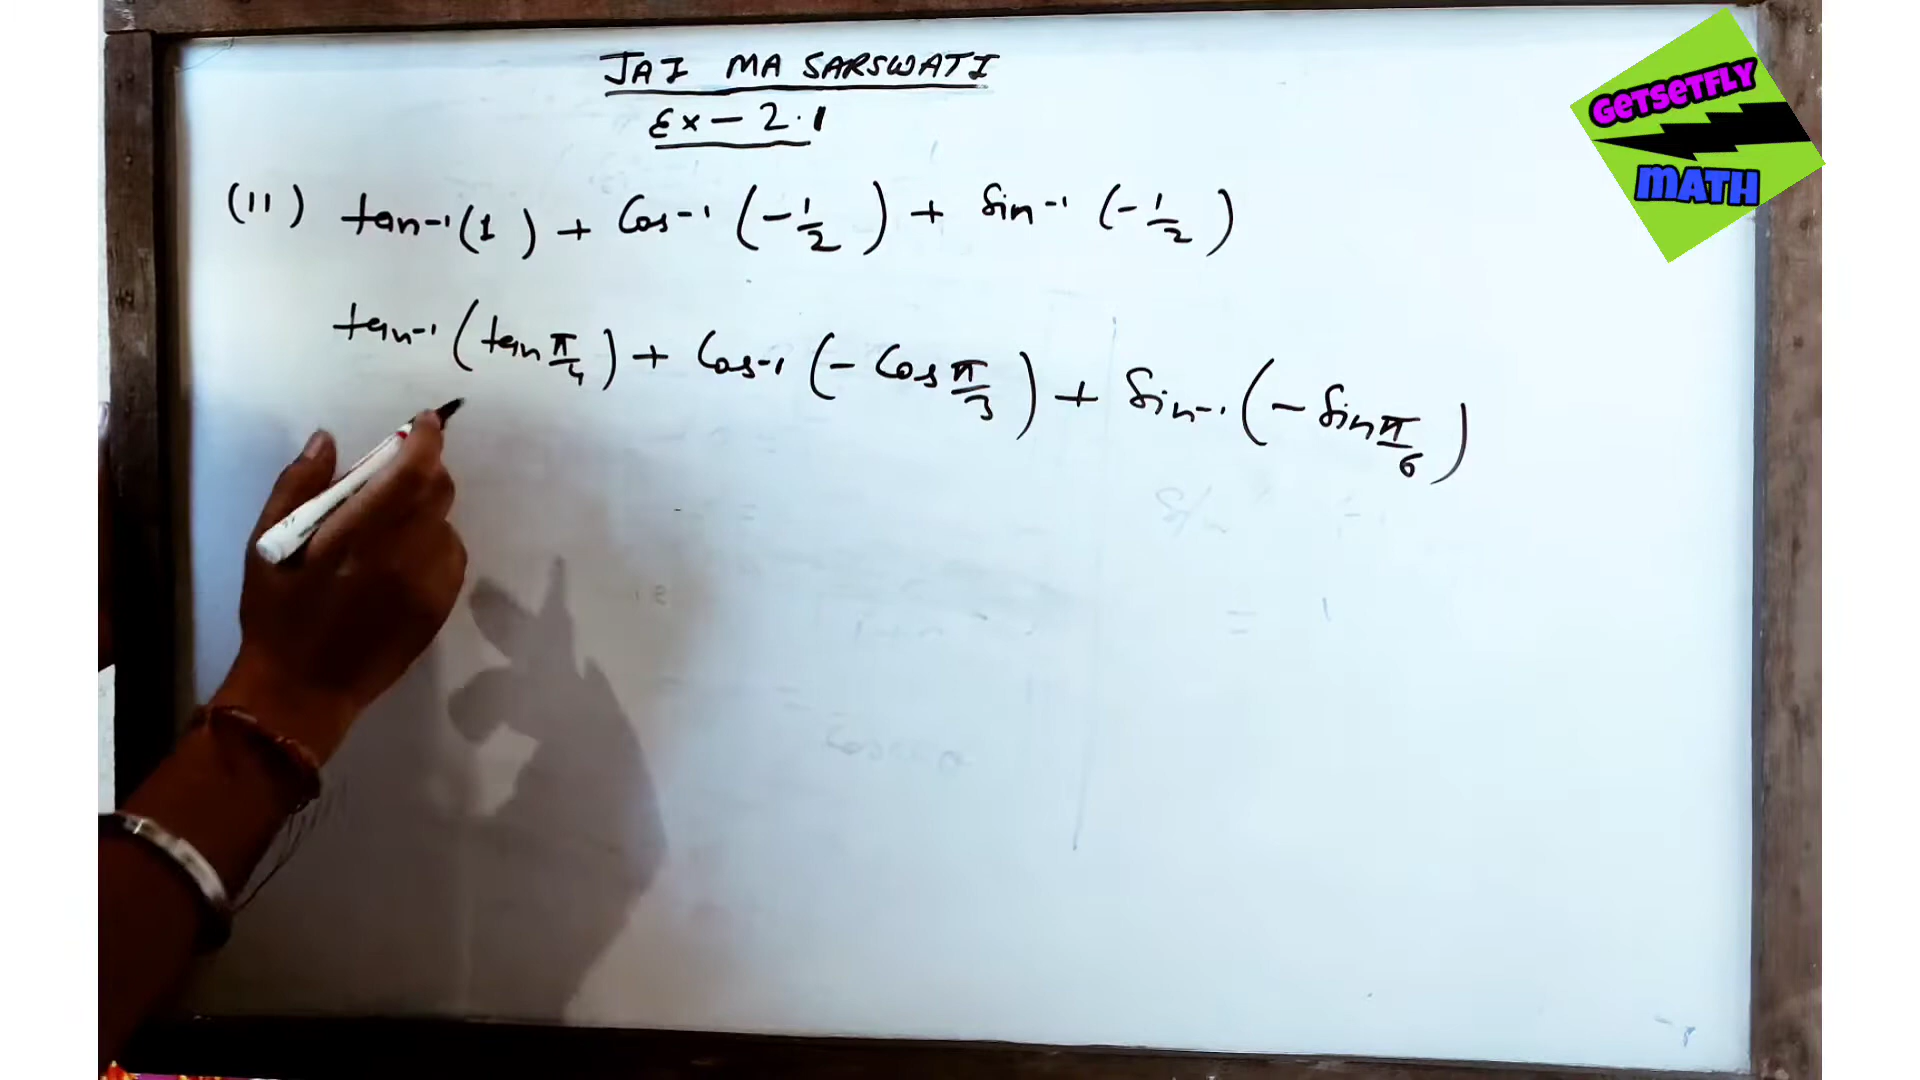 JAI MA SARSWATI
Ex - 2.1
(11) tan⁻¹(1) + Cos⁻¹(-1/2) + Sin⁻¹(-1/2)
tan⁻¹(tan π/4) + Cos⁻¹(- Cos π/3) + Sin⁻¹(- Sin π/6)
GETSETFLY
MATH